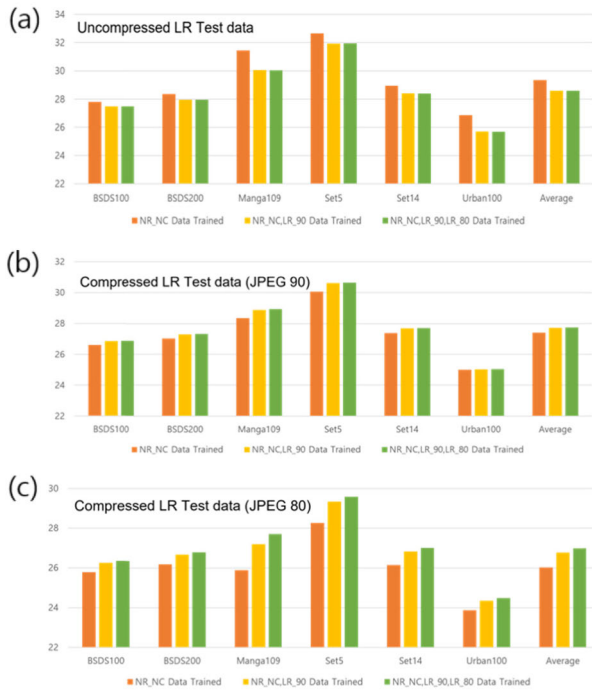 (a)
Uncompressed LR Test data
34
32
30
28
26
24
22
BSDS100 BSDS200 Manga109 Set5 Set14 Urban100 Average
NR_NC Data Trained NR_NC,LR_90 Data Trained NR_NC,LR_90,LR_80 Data Trained
(b)
Compressed LR Test data (JPEG 90)
32
30
28
26
24
22
BSDS100 BSDS200 Manga109 Set5 Set14 Urban100 Average
NR_NC Data Trained NR_NC,LR_90 Data Trained NR_NC,LR_90,LR_80 Data Trained
(c)
Compressed LR Test data (JPEG 80)
30
28
26
24
22
BSDS100 BSDS200 Manga109 Set5 Set14 Urban100 Average
NR_NC Data Trained NR_NC,LR_90 Data Trained NR_NC,LR_90,LR_80 Data Trained